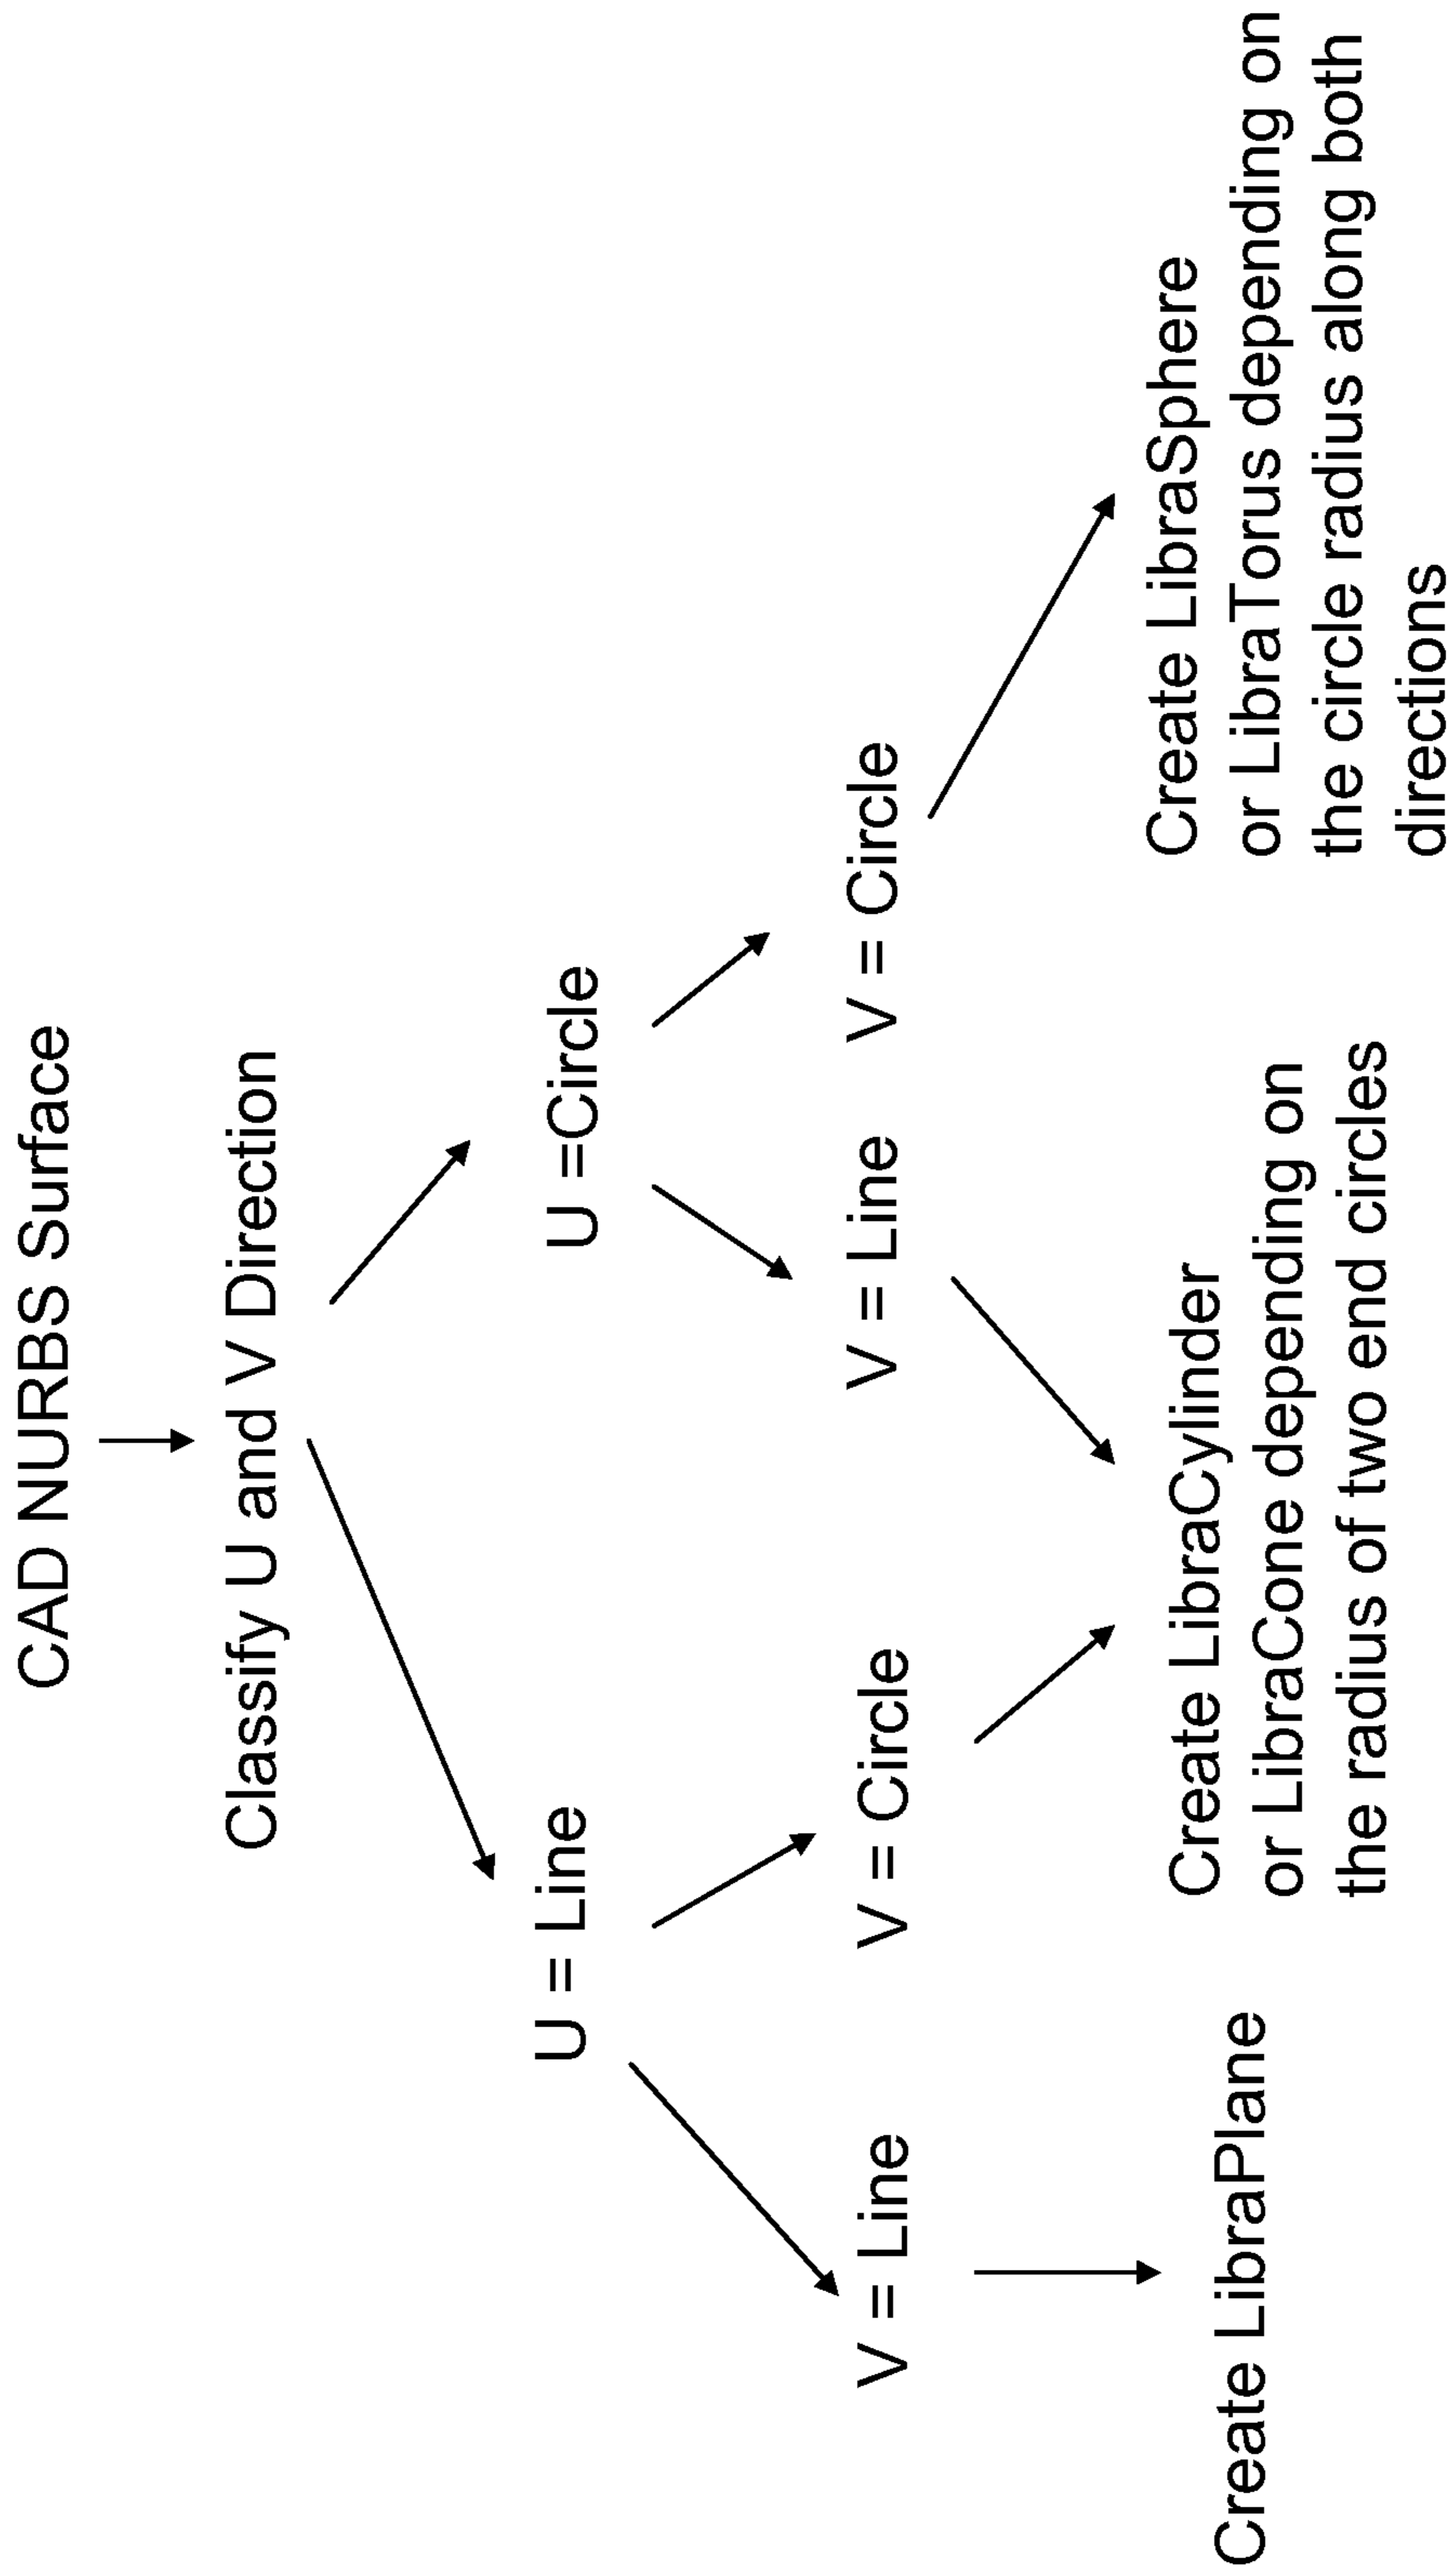 CAD NURBS Surface
Classify U and V Direction
U = Line
U =Circle
V = Line
V = Circle
V = Line
V = Circle
Create LibraPlane
Create LibraCylinder
or LibraCone depending on
the radius of two end circles
Create LibraSphere
or LibraTorus depending on
the circle radius along both
directions